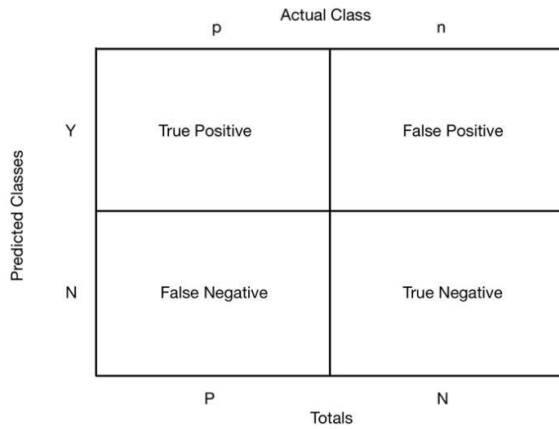 Actual Class
p n
Predicted Classes
Y True Positive False Positive
N False Negative True Negative
P N
Totals